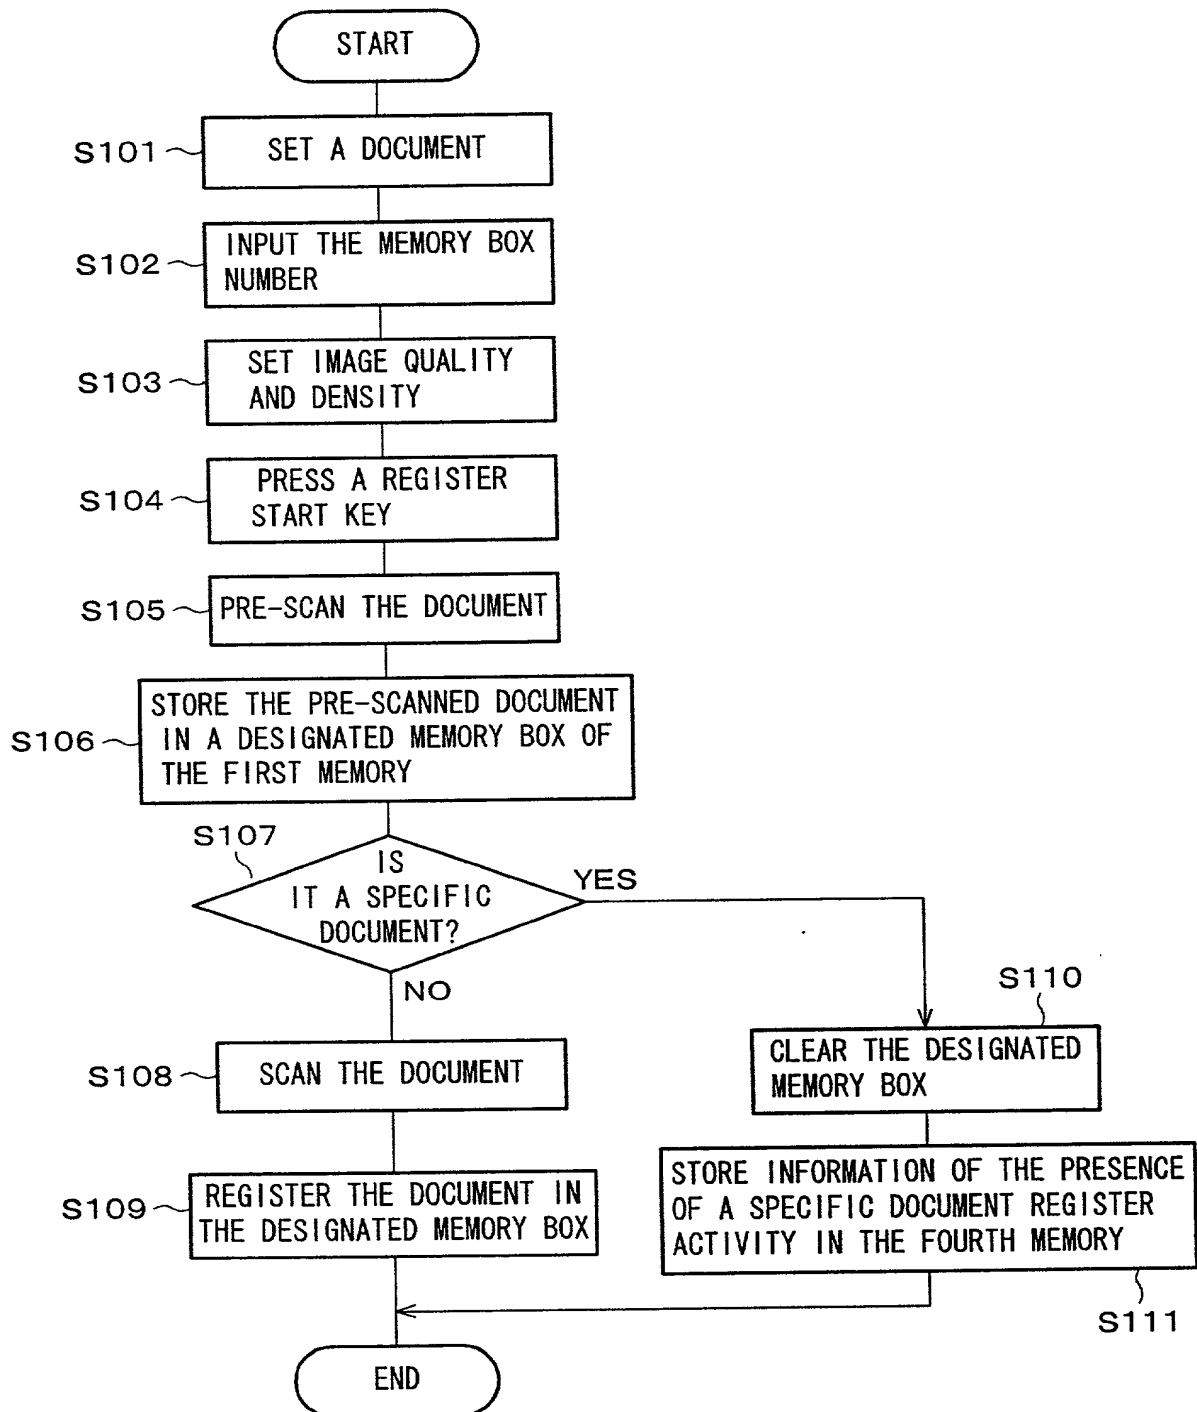 START
S101
SET A DOCUMENT
S102
INPUT THE MEMORY BOX
NUMBER
S103
SET IMAGE QUALITY
AND DENSITY
S104
PRESS A REGISTER
START KEY
S105
PRE-SCAN THE DOCUMENT
S106
STORE THE PRE-SCANNED DOCUMENT
IN A DESIGNATED MEMORY BOX OF
THE FIRST MEMORY
S107
IS
IT A SPECIFIC
DOCUMENT?
YES
NO
S108
SCAN THE DOCUMENT
S109
REGISTER THE DOCUMENT IN
THE DESIGNATED MEMORY BOX
S110
CLEAR THE DESIGNATED
MEMORY BOX
STORE INFORMATION OF THE PRESENCE
OF A SPECIFIC DOCUMENT REGISTER
ACTIVITY IN THE FOURTH MEMORY
S111
END